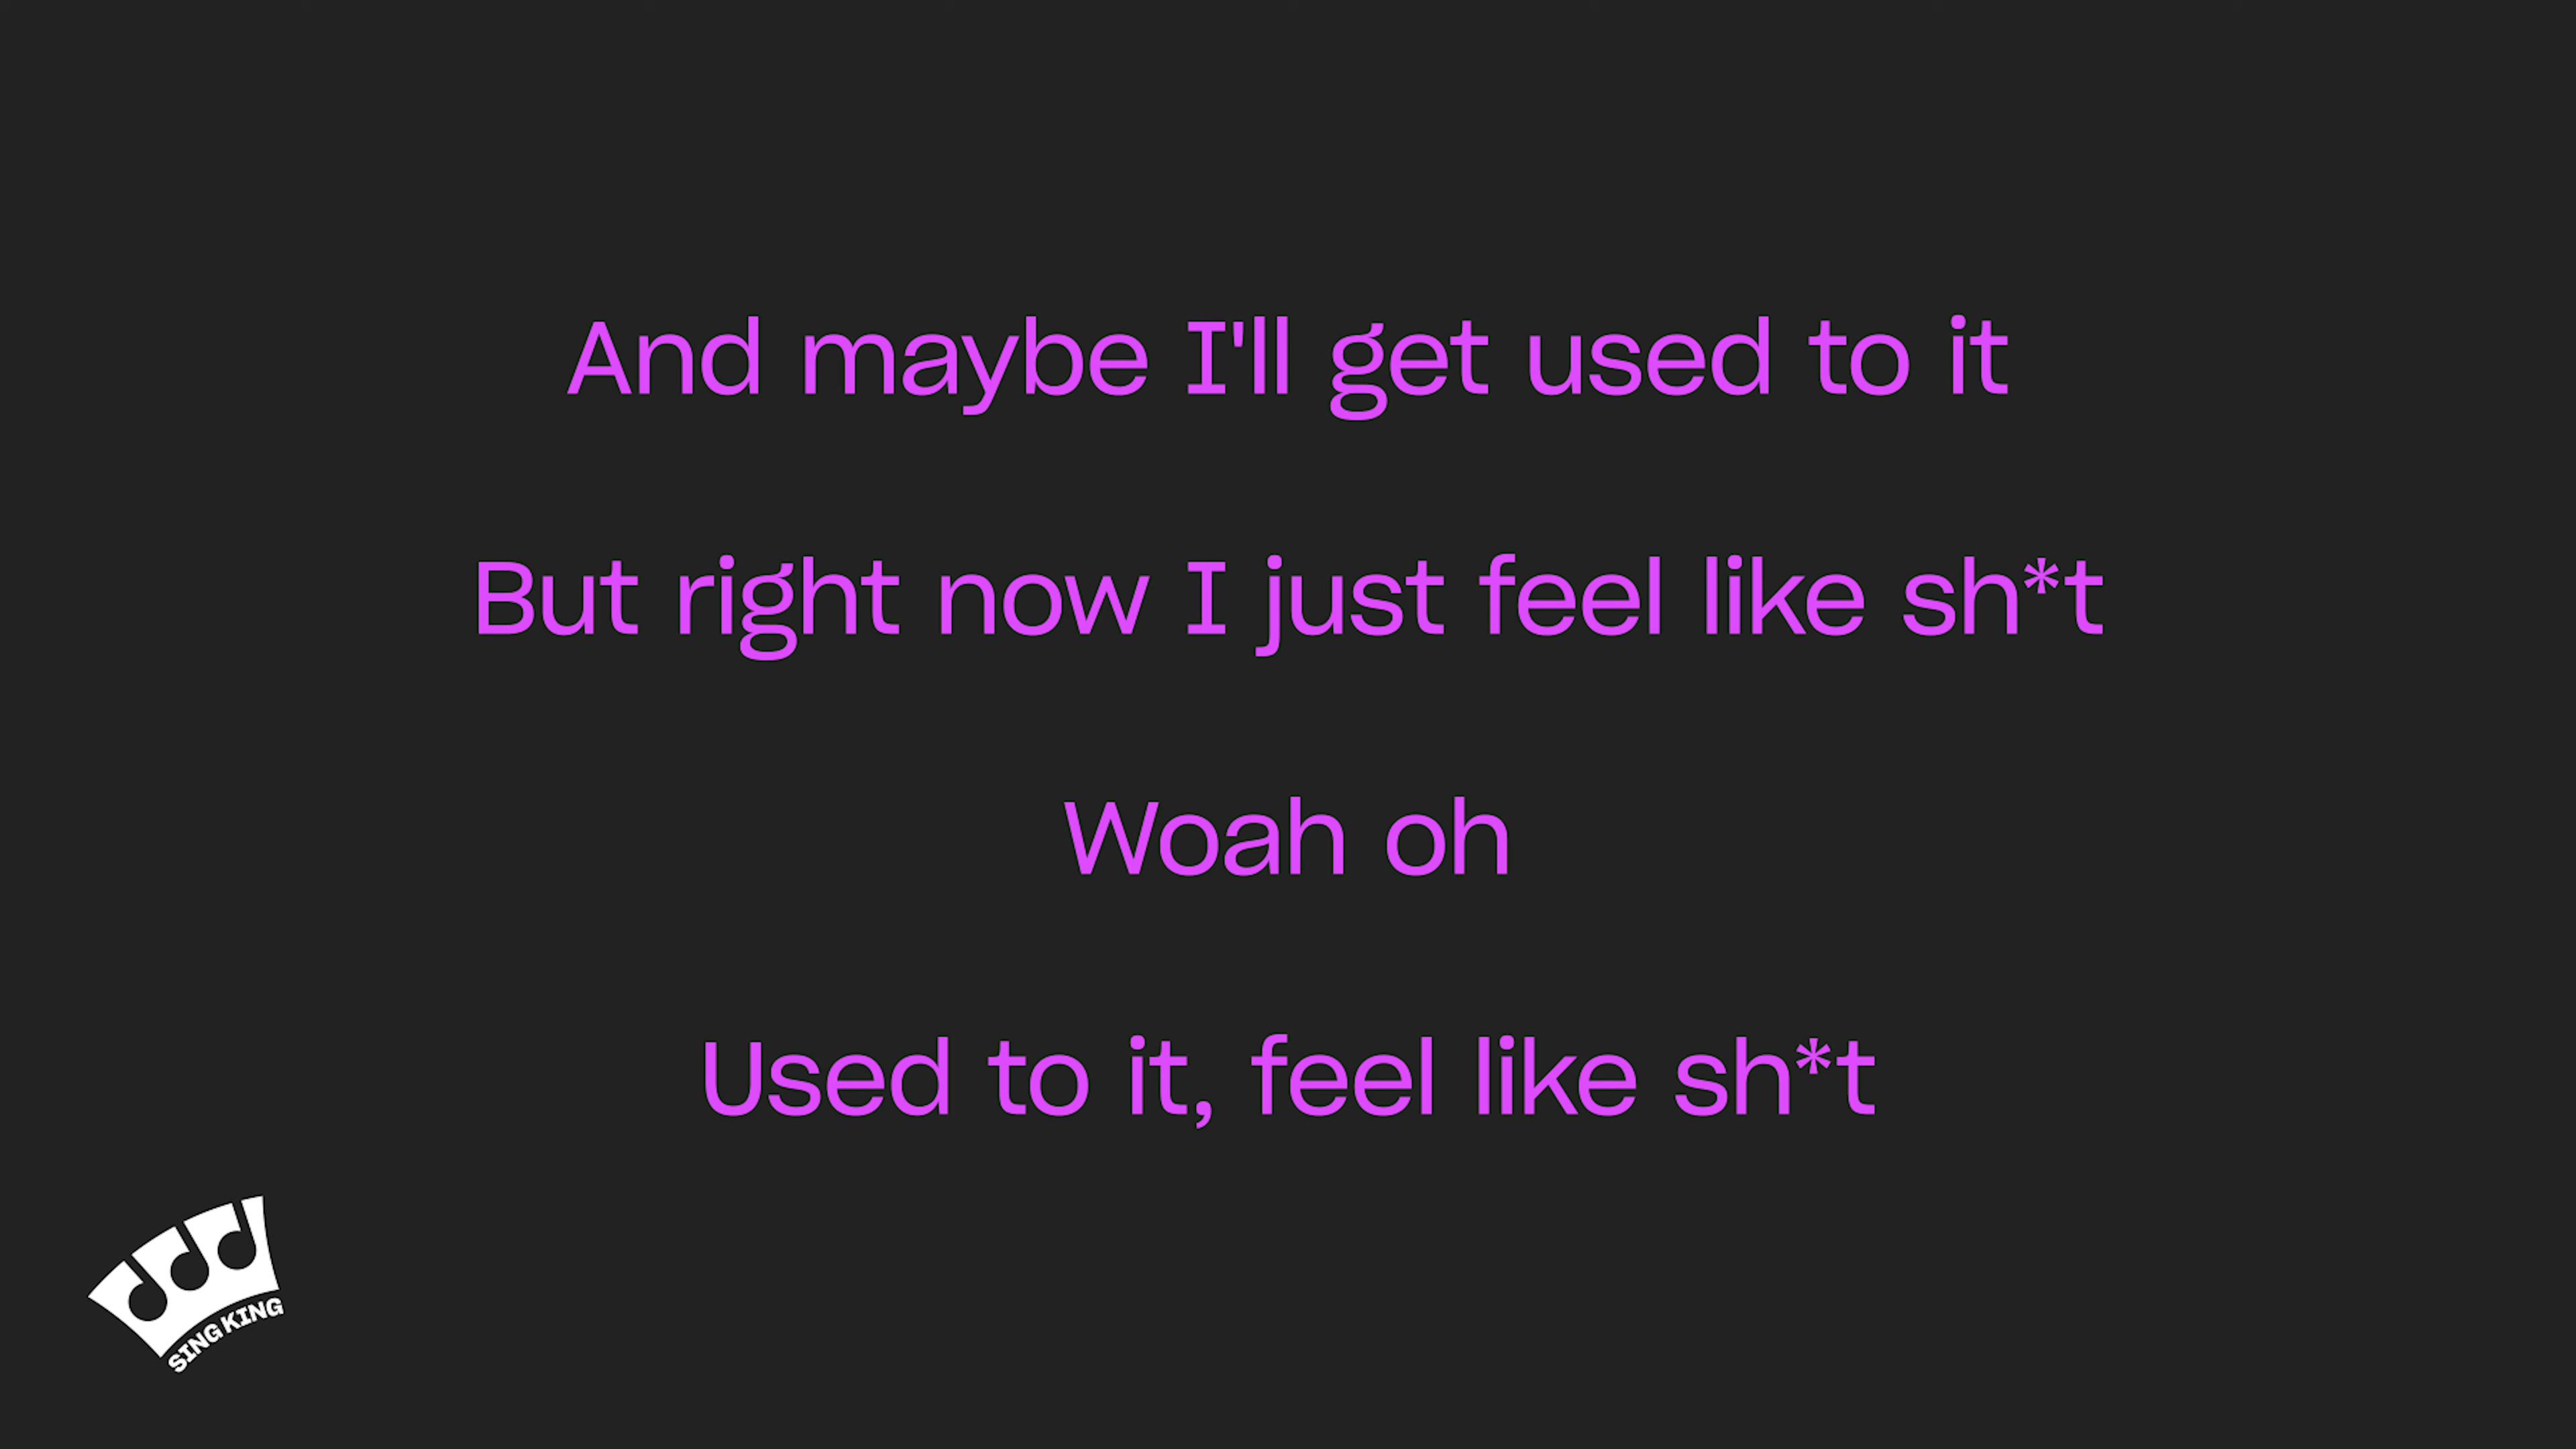 And maybe I'll get used to it
But right now I just feel like sh*t
Woah oh
Used to it, feel like sh*t
SING KING